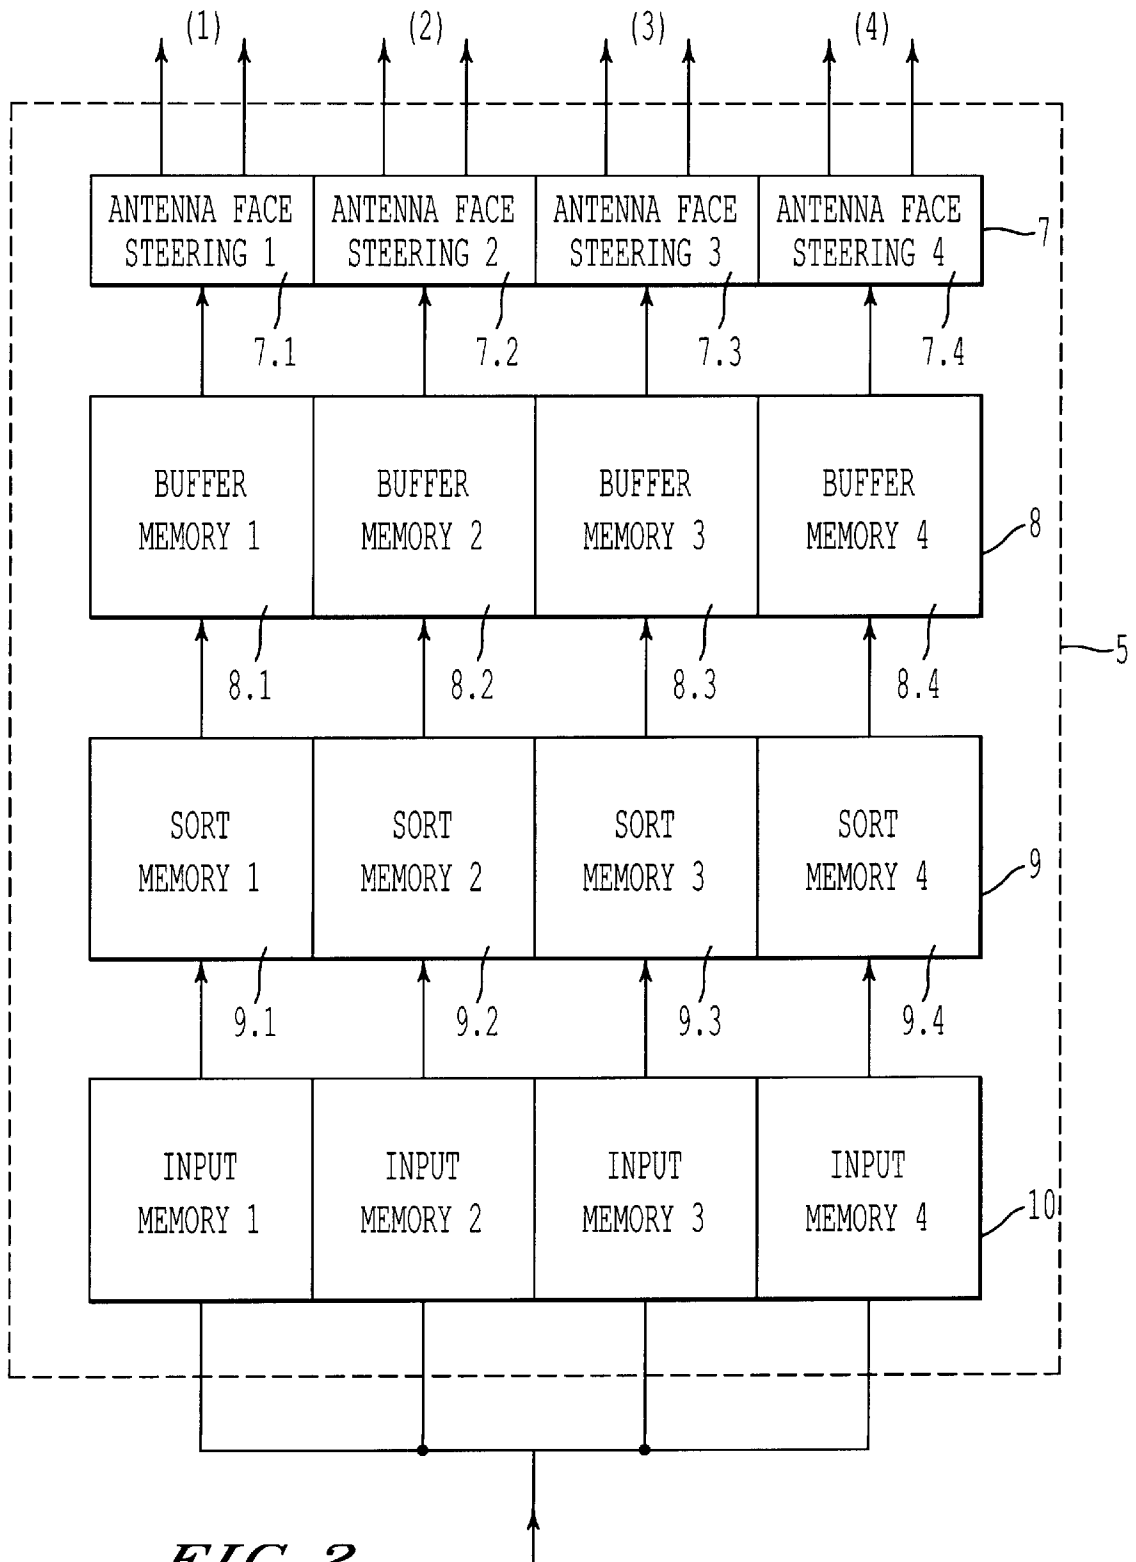 (1) (2) (3) (4)
ANTENNA FACE STEERING 1
ANTENNA FACE STEERING 2
ANTENNA FACE STEERING 3
ANTENNA FACE STEERING 4
7
7.1 7.2 7.3 7.4
BUFFER
MEMORY 1
BUFFER
MEMORY 2
BUFFER
MEMORY 3
BUFFER
MEMORY 4
8
5
8.1 8.2 8.3 8.4
SORT
MEMORY 1
SORT
MEMORY 2
SORT
MEMORY 3
SORT
MEMORY 4
9
9.1 9.2 9.3 9.4
INPUT
MEMORY 1
INPUT
MEMORY 2
INPUT
MEMORY 3
INPUT
MEMORY 4
10